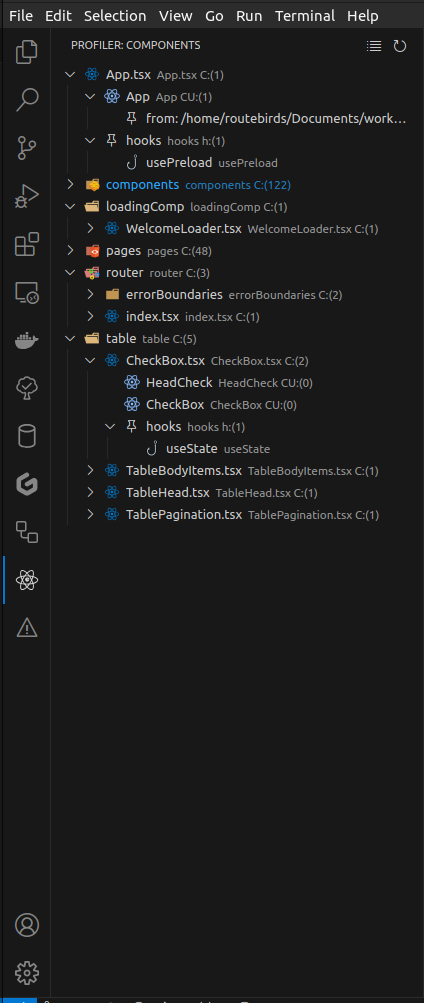 File Edit Selection View Go Run Terminal Help
PROFILER: COMPONENTS
App.tsx App.tsx C:(1)
App App CU:(1)
from: /home/routebirds/Documents/work...
hooks hooks h:(1)
usePreload usePreload
components components C:(122)
loadingComp loadingComp C:(1)
WelcomeLoader.tsx WelcomeLoader.tsx C:(1)
pages pages C:(48)
router router C:(3)
errorBoundaries errorBoundaries C:(2)
index.tsx index.tsx C:(1)
table table C:(5)
CheckBox.tsx CheckBox.tsx C:(2)
HeadCheck HeadCheck CU:(0)
CheckBox CheckBox CU:(0)
hooks hooks h:(1)
useState useState
TableBodyItems.tsx TableBodyItems.tsx C:(1)
TableHead.tsx TableHead.tsx C:(1)
TablePagination.tsx TablePagination.tsx C:(1)